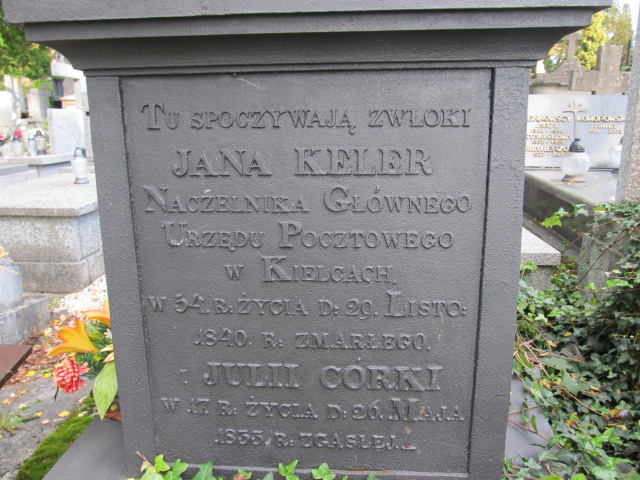 TU SPOCZYWAJĄ ZWŁOKI
JANA KELER
NACZELNIKA GŁÓWNEGO
URZĘDU POCZTOWEGO
W KIELCACH,
W 54. R: ŻYCIA D: 20. LISTO:
1840. R: ZMARŁEGO,
I JULII CÓRKI
W 17. R: ŻYCIA D: 26. MAJA
1855. R: ZGASŁEJ._